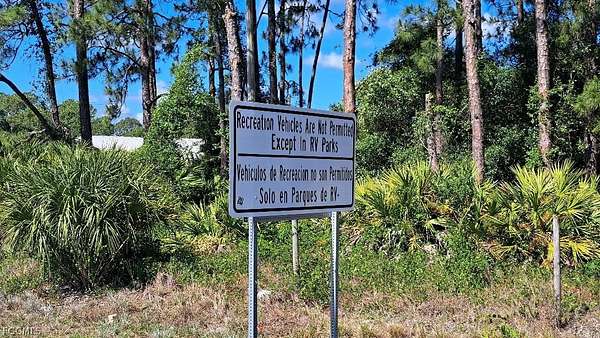 Recreation Vehicles Are Not Permitted
Except In RV Parks
Vehiculos de Recreacion no son Permitidos
Solo en Parques de RV-
FGCMLS